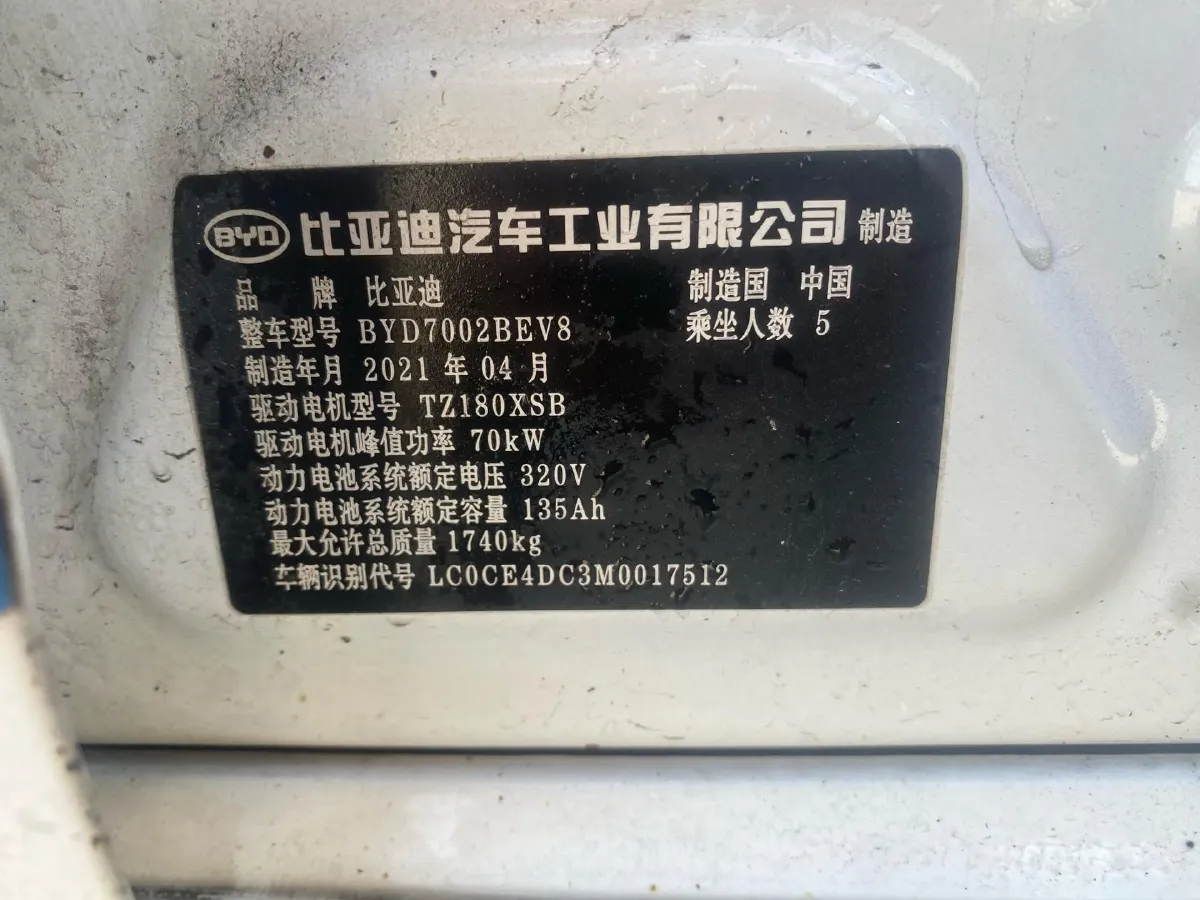 BYD 比亚迪汽车工业有限公司 制造
品 牌 比亚迪 制造国 中国
整车型号 BYD7002BEV8 乘坐人数 5
制造年月 2021 年 04 月
驱动电机型号 TZ180XSB
驱动电机峰值功率 70kW
动力电池系统额定电压 320V
动力电池系统额定容量 135Ah
最大允许总质量 1740kg
车辆识别代号 LC0CE4DC3M0017512